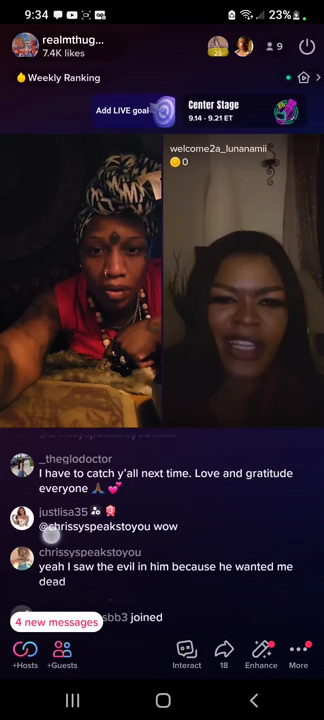 9:34
23%
realmthug...
7.4K likes
25
9
Weekly Ranking
Add LIVE goal
Center Stage
9.14 - 9.21 ET
welcome2a_lunanamii
0
_theglodoctor
I have to catch y'all next time. Love and gratitude
everyone 🙏🏾 💕
justlisa35
@chrissyspeakstoyou wow
chrissyspeakstoyou
yeah I saw the evil in him because he wanted me
dead
4 new messages
sbb3 joined
+Hosts
+Guests
Interact
18
Enhance
More